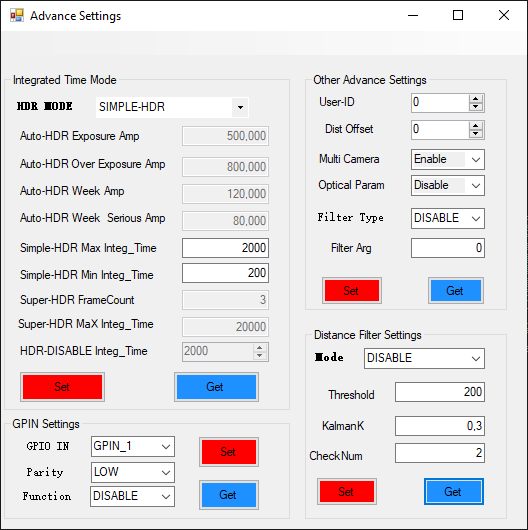 Advance Settings
Integrated Time Mode
HDR MODE SIMPLE-HDR
Auto-HDR Exposure Amp 500,000
Auto-HDR Over Exposure Amp 800,000
Auto-HDR Week Amp 120,000
Auto-HDR Week Serious Amp 80,000
Simple-HDR Max Integ_Time 2000
Simple-HDR Min Integ_Time 200
Super-HDR FrameCount 3
Super-HDR MaX Integ_Time 20000
HDR-DISABLE Integ_Time 2000
Set Get
GPIN Settings
GPIO IN GPIN_1
Parity LOW
Function DISABLE
Set
Get
Other Advance Settings
User-ID 0
Dist Offset 0
Multi Camera Enable
Optical Param Disable
Filter Type DISABLE
Filter Arg 0
Set Get
Distance Filter Settings
Mode DISABLE
Threshold 200
KalmanK 0,3
CheckNum 2
Set Get